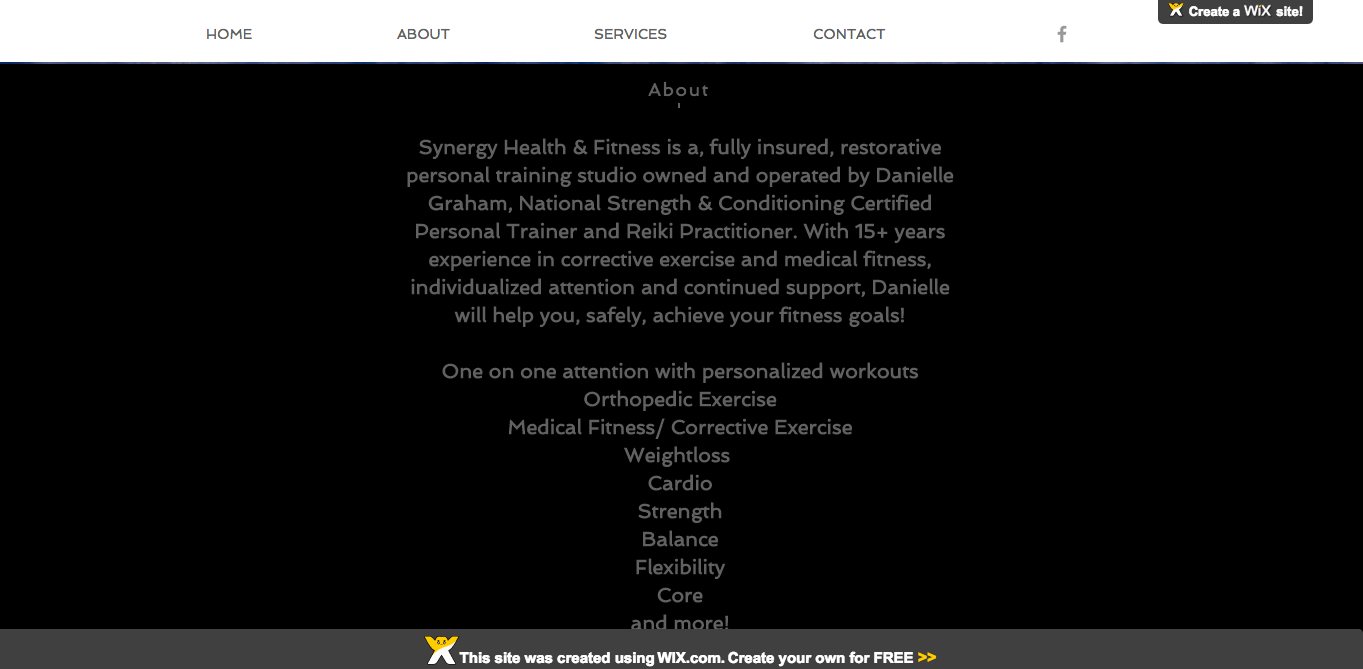 HOME ABOUT SERVICES CONTACT
Create a WiX site!
About
Synergy Health & Fitness is a, fully insured, restorative
personal training studio owned and operated by Danielle
Graham, National Strength & Conditioning Certified
Personal Trainer and Reiki Practitioner. With 15+ years
experience in corrective exercise and medical fitness,
individualized attention and continued support, Danielle
will help you, safely, achieve your fitness goals!
One on one attention with personalized workouts
Orthopedic Exercise
Medical Fitness/ Corrective Exercise
Weightloss
Cardio
Strength
Balance
Flexibility
Core
and more!
This site was created using WIX.com. Create your own for FREE >>